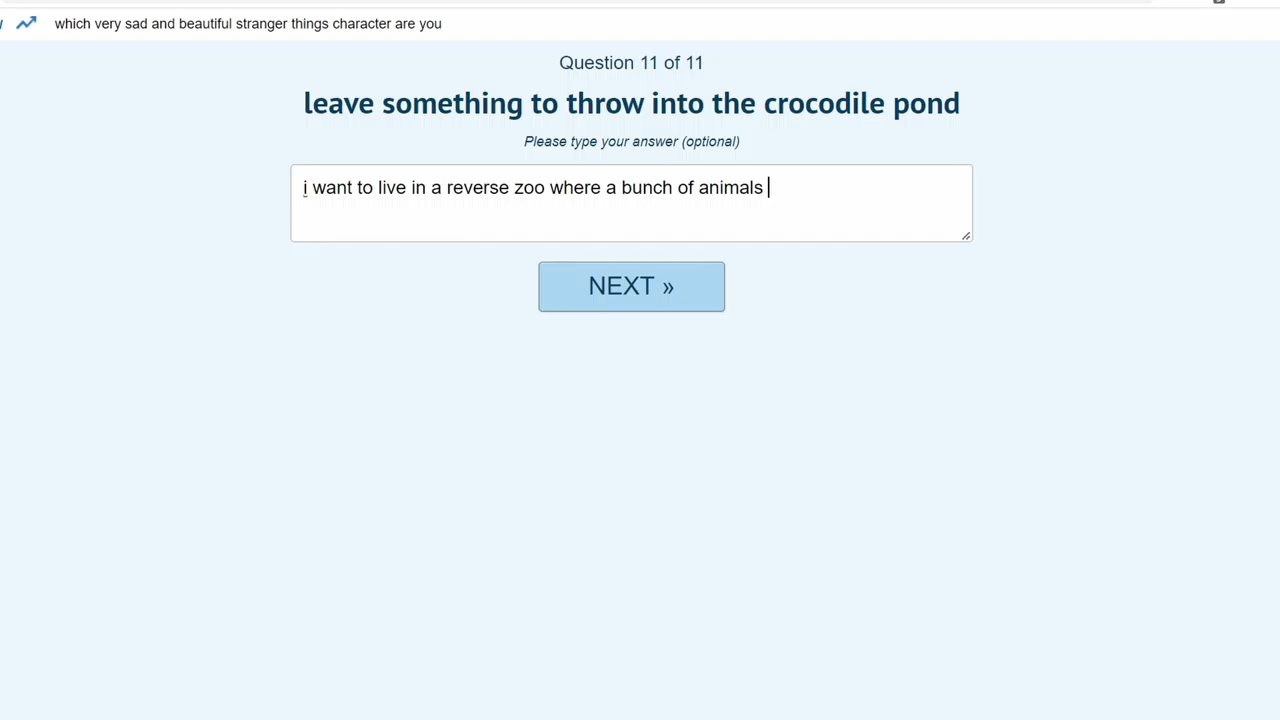 which very sad and beautiful stranger things character are you
Question 11 of 11
leave something to throw into the crocodile pond
Please type your answer (optional)
i want to live in a reverse zoo where a bunch of animals
NEXT »